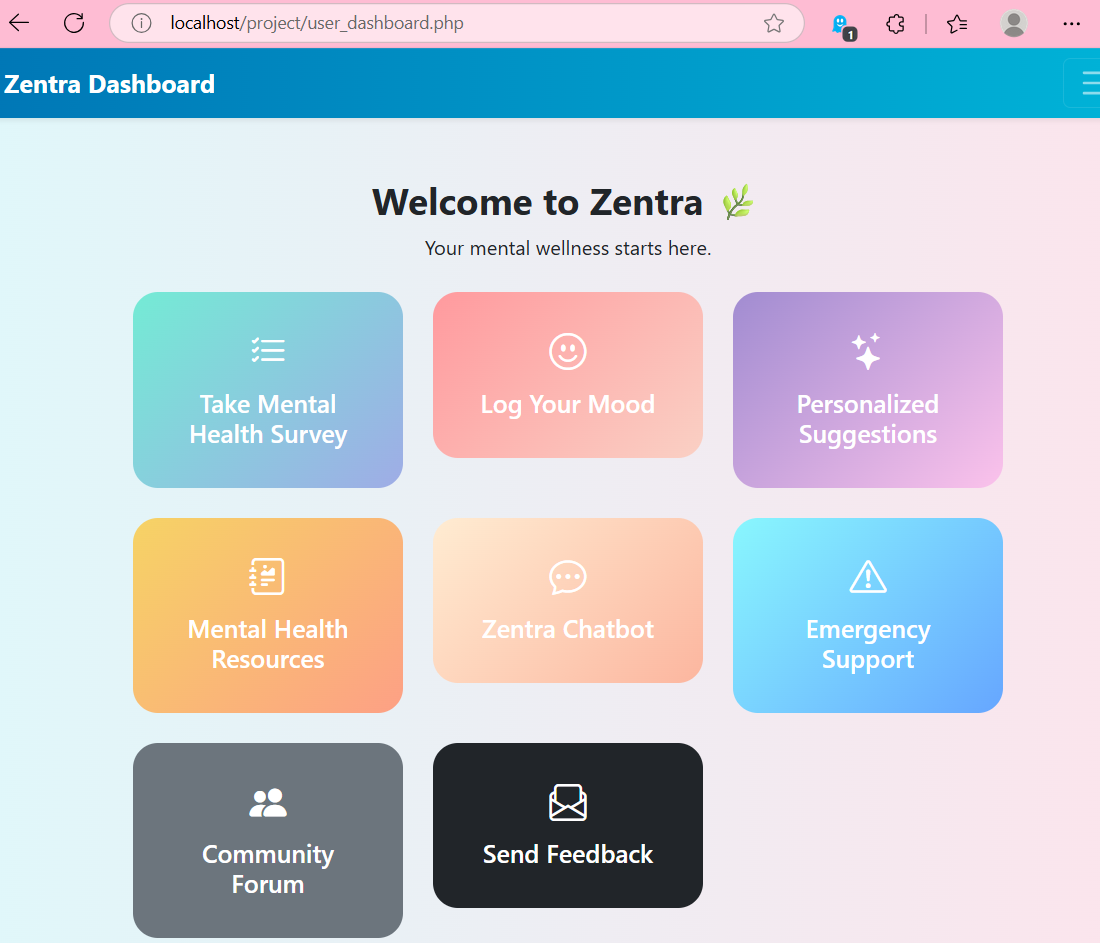 localhost/project/user_dashboard.php
1
Zentra Dashboard
Welcome to Zentra 🌿
Your mental wellness starts here.
Take Mental
Health Survey
Log Your Mood
Personalized
Suggestions
Mental Health
Resources
Zentra Chatbot
Emergency
Support
Community
Forum
Send Feedback